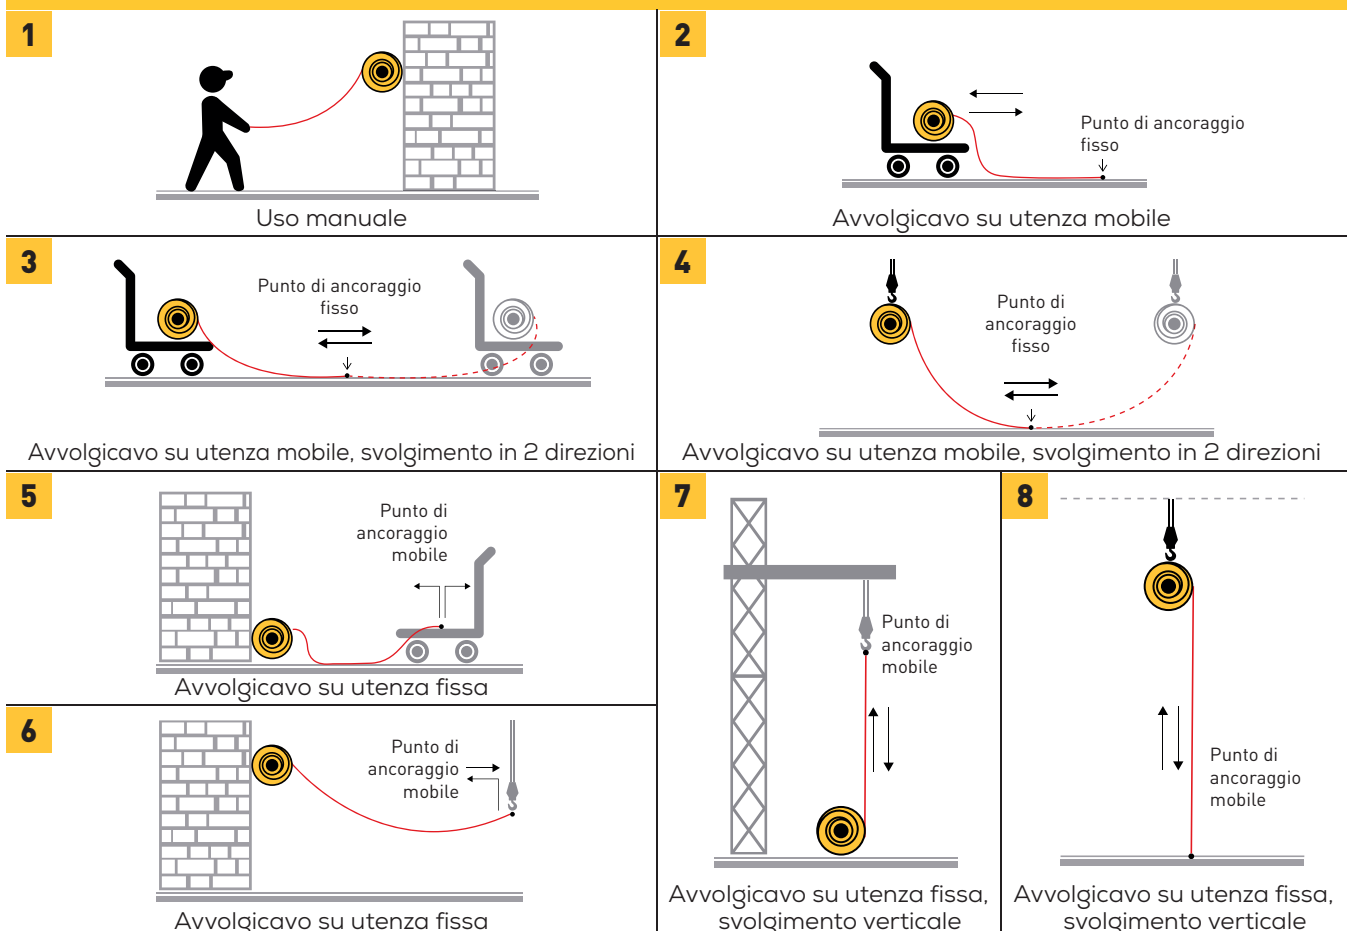 1
Uso manuale
2
Punto di ancoraggio
fisso
Avvolgicavo su utenza mobile
3
Punto di ancoraggio
fisso
Avvolgicavo su utenza mobile, svolgimento in 2 direzioni
4
Punto di
ancoraggio
fisso
Avvolgicavo su utenza mobile, svolgimento in 2 direzioni
5
Punto di
ancoraggio
mobile
Avvolgicavo su utenza fissa
6
Punto di
ancoraggio
mobile
Avvolgicavo su utenza fissa
7
Punto di
ancoraggio
mobile
Avvolgicavo su utenza fissa,
svolgimento verticale
8
Punto di
ancoraggio
mobile
Avvolgicavo su utenza fissa,
svolgimento verticale